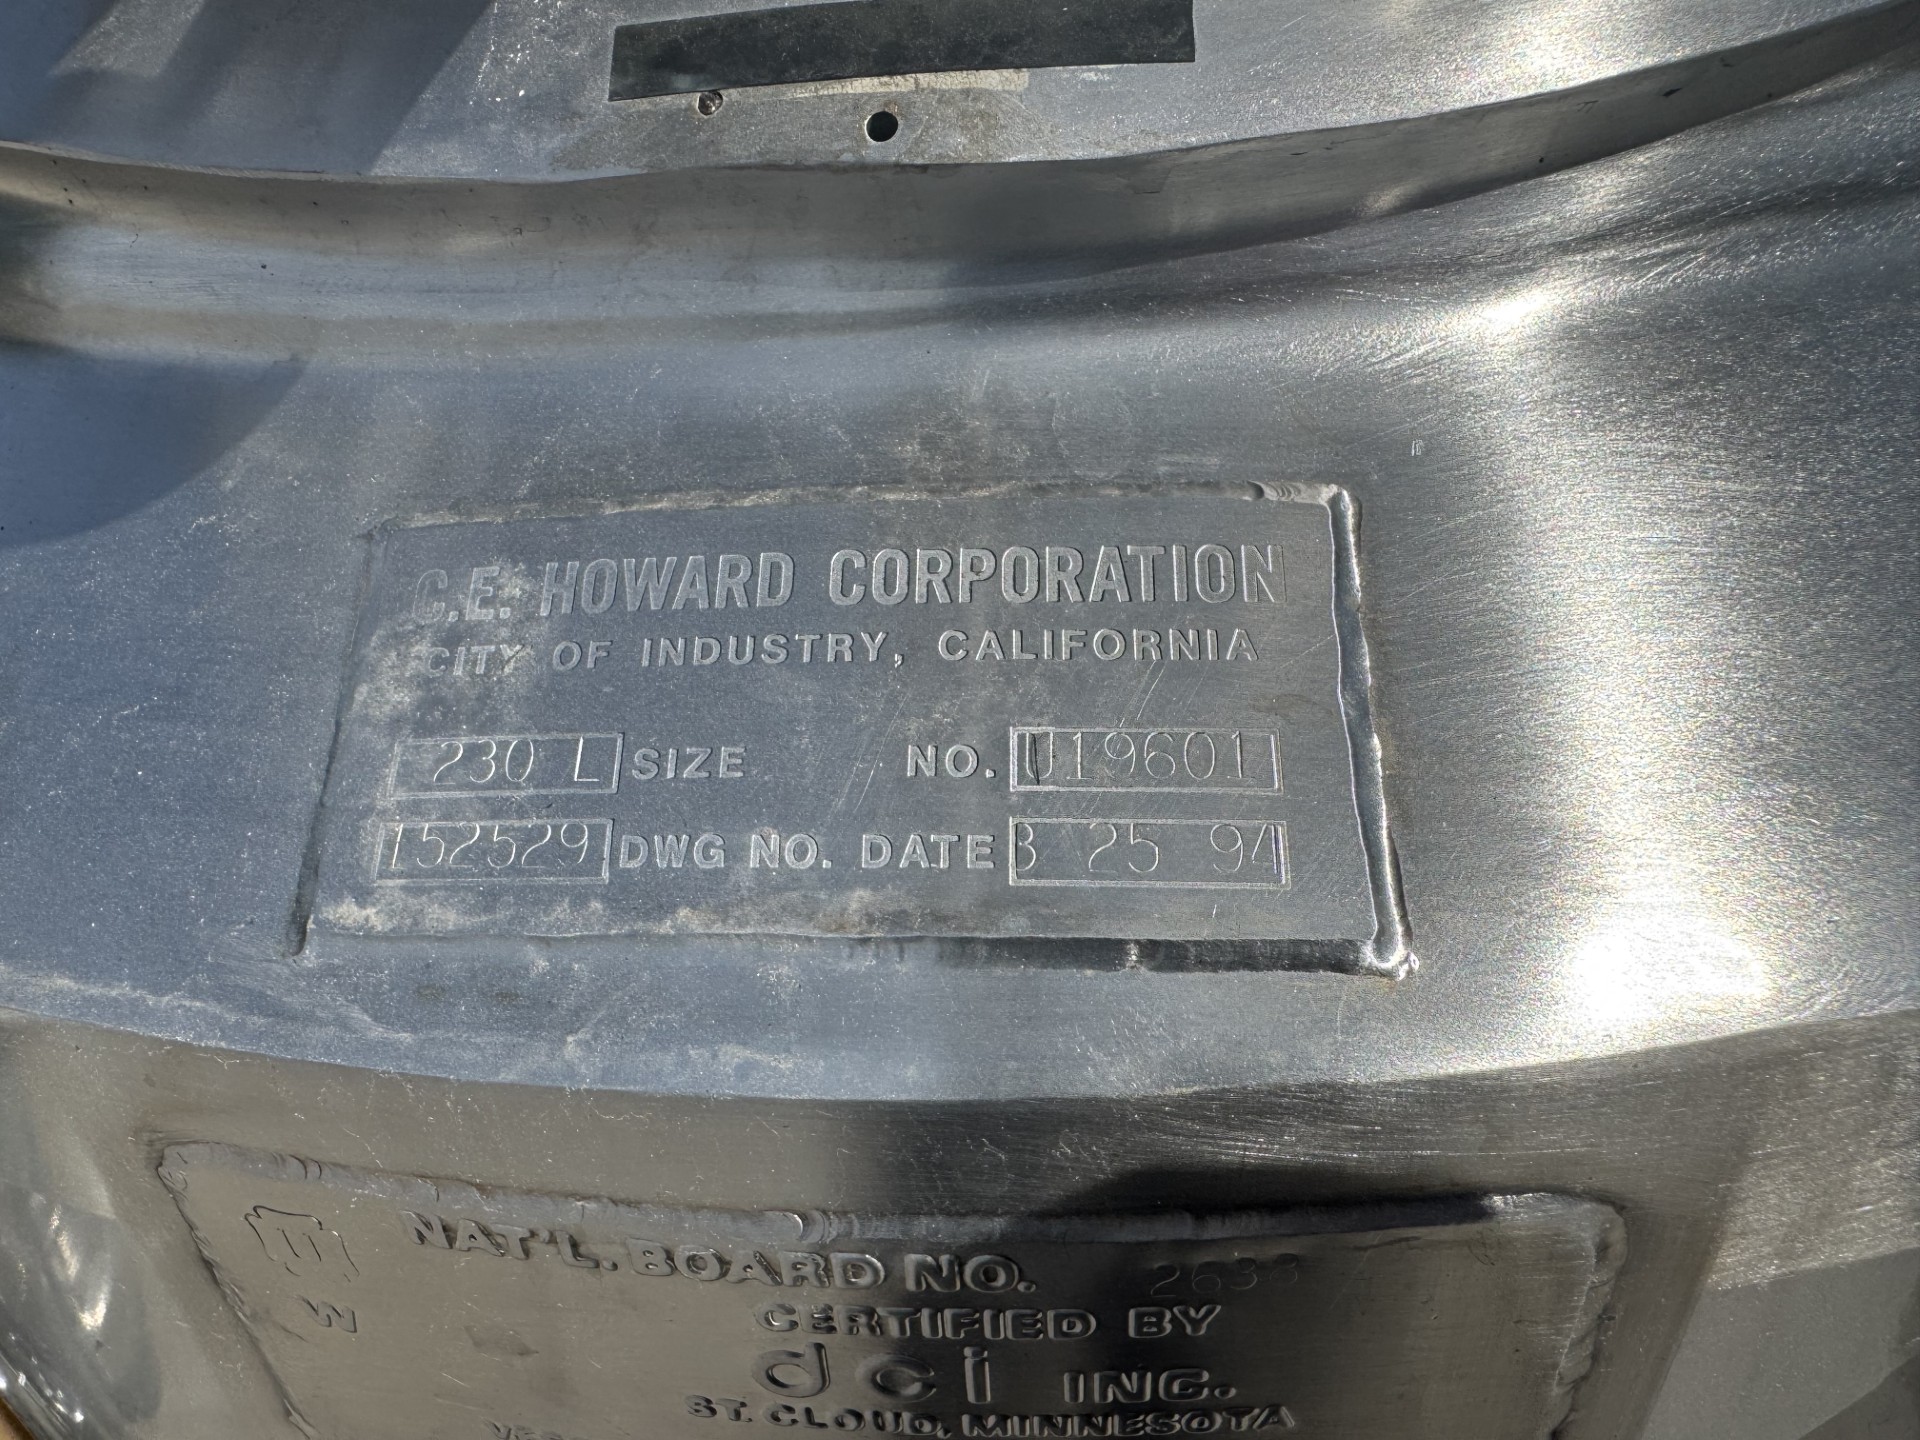 C.E. HOWARD CORPORATION
CITY OF INDUSTRY, CALIFORNIA
230 L SIZE NO. U19601
152529 DWG NO. DATE 3 25 94
U NAT'L. BOARD NO.
W CERTIFIED BY
dci INC.
ST. CLOUD, MINNESOTA